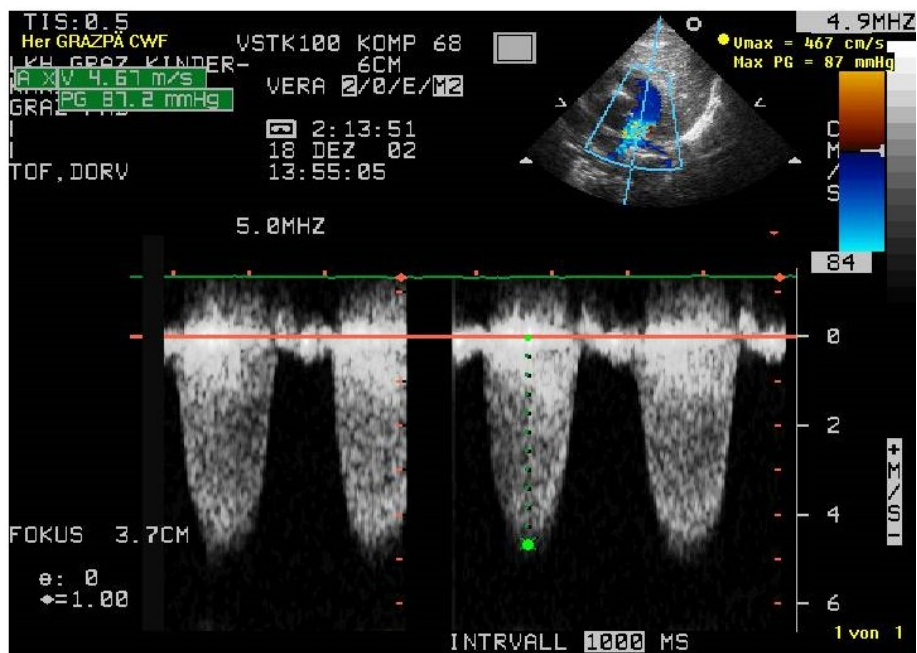 TIS:0.5
4.9MHZ
Her GRAZPÄ CWF
VSTK100 KOMP 68
Vmax = 467 cm/s
Max PG = 87 mmHg
LKH GRAZ KINDER-
6CM
A X V 4.67 m/s
VERA 2/0/E/M2
PG 87.2 mmHg
GRAZ
2:13:51
18 DEZ 02
TOF,DORV
13:55:05
CM/S
5.0MHZ
84
0
2
4
6
+M/S-
FOKUS 3.7CM
θ: 0
=1.00
INTRVALL 1000 MS
1 von 1